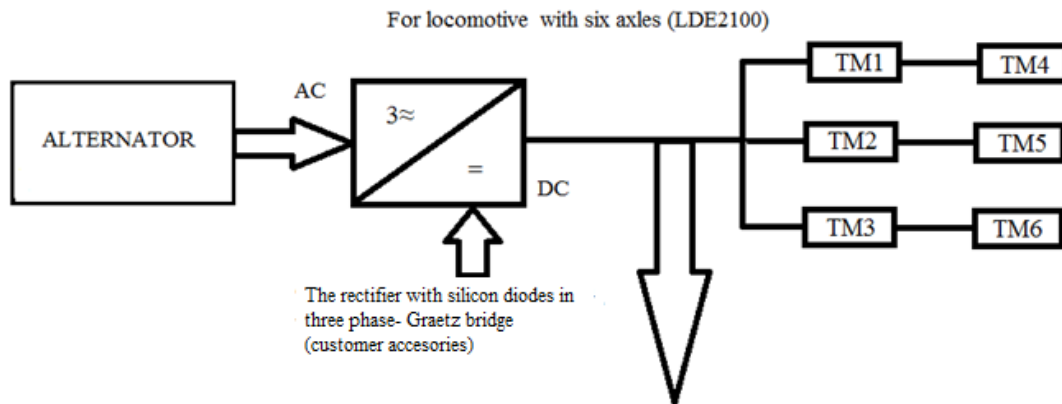 For locomotive with six axles (LDE2100)
TM1
TM4
AC
3≈
ALTERNATOR
TM2
TM5
=
DC
TM3
TM6
The rectifier with silicon diodes in
three phase- Graetz bridge
(customer accesories)